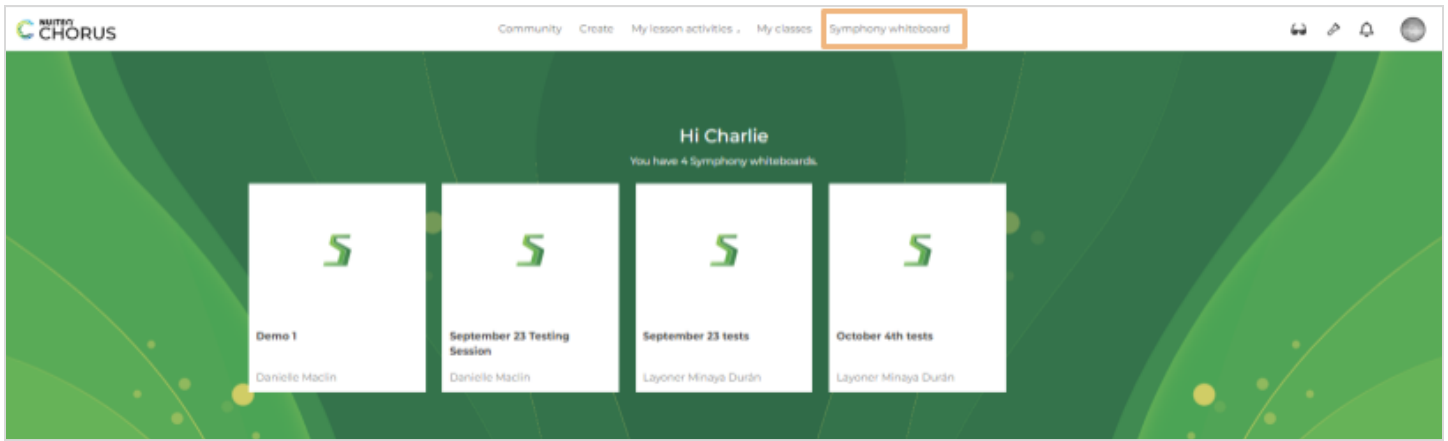 NUITEQ
CHORUS
Community Create My lesson activities My classes Symphony whiteboard
Hi Charlie
You have 4 Symphony whiteboards.
Demo 1
Danielle Maclin
September 23 Testing
Session
Danielle Maclin
September 23 tests
Layoner Minaya Durán
October 4th tests
Layoner Minaya Durán